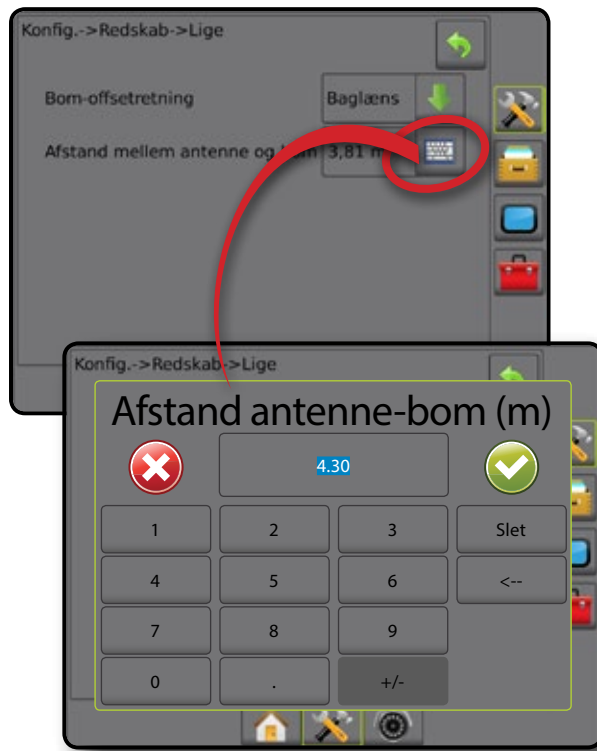 Konfig.->Redskab->Lige
Bom-offsetretning Baglæns
Afstand mellem antenne og bom 3,81 m
Konfig.->Redskab->Lige
Afstand antenne-bom (m)
4.30
1 2 3 Slet
4 5 6 <--
7 8 9
0 . +/-